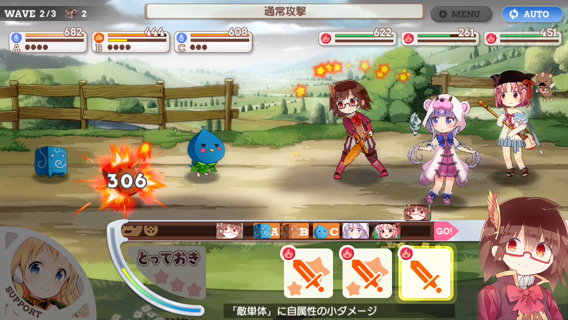 WAVE 2/3 2
通常攻撃
MENU
AUTO
682
444
608
622
261
451
A
B
C
306
A B C GO!
とっておき
SUPPORT
「敵単体」に自属性の小ダメージ